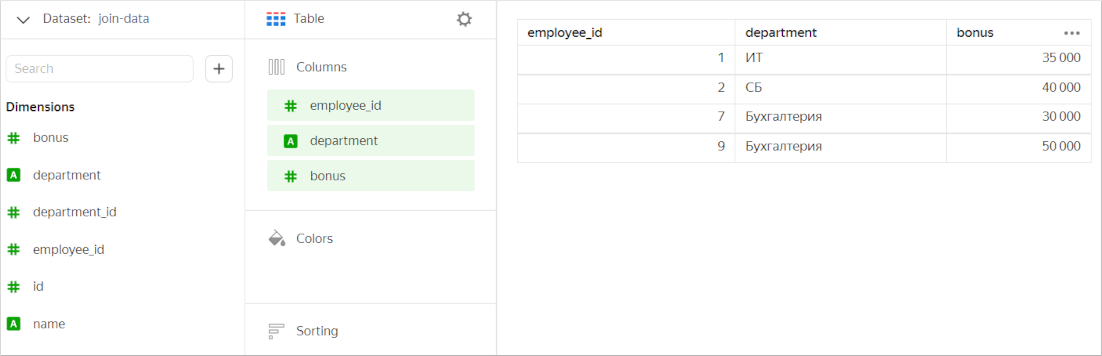 Dataset: join-data
Search
+
Dimensions
# bonus
A department
# department_id
# employee_id
# id
A name
Table
Columns
# employee_id
A department
# bonus
Colors
Sorting
employee_id department bonus
1 ИТ 35 000
2 СБ 40 000
7 Бухгалтерия 30 000
9 Бухгалтерия 50 000